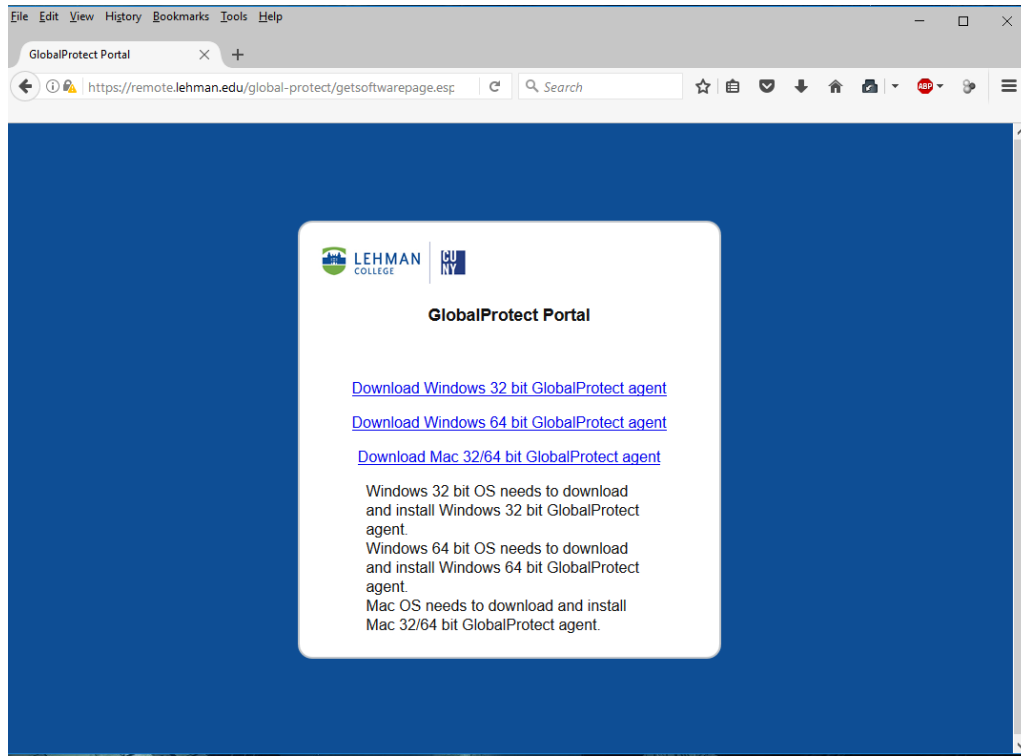 File Edit View History Bookmarks Tools Help
GlobalProtect Portal
https://remote.lehman.edu/global-protect/getsoftwarepage.esp
Search
ABP
LEHMAN
COLLEGE
CU
NY
GlobalProtect Portal
Download Windows 32 bit GlobalProtect agent
Download Windows 64 bit GlobalProtect agent
Download Mac 32/64 bit GlobalProtect agent
Windows 32 bit OS needs to download
and install Windows 32 bit GlobalProtect
agent.
Windows 64 bit OS needs to download
and install Windows 64 bit GlobalProtect
agent.
Mac OS needs to download and install
Mac 32/64 bit GlobalProtect agent.